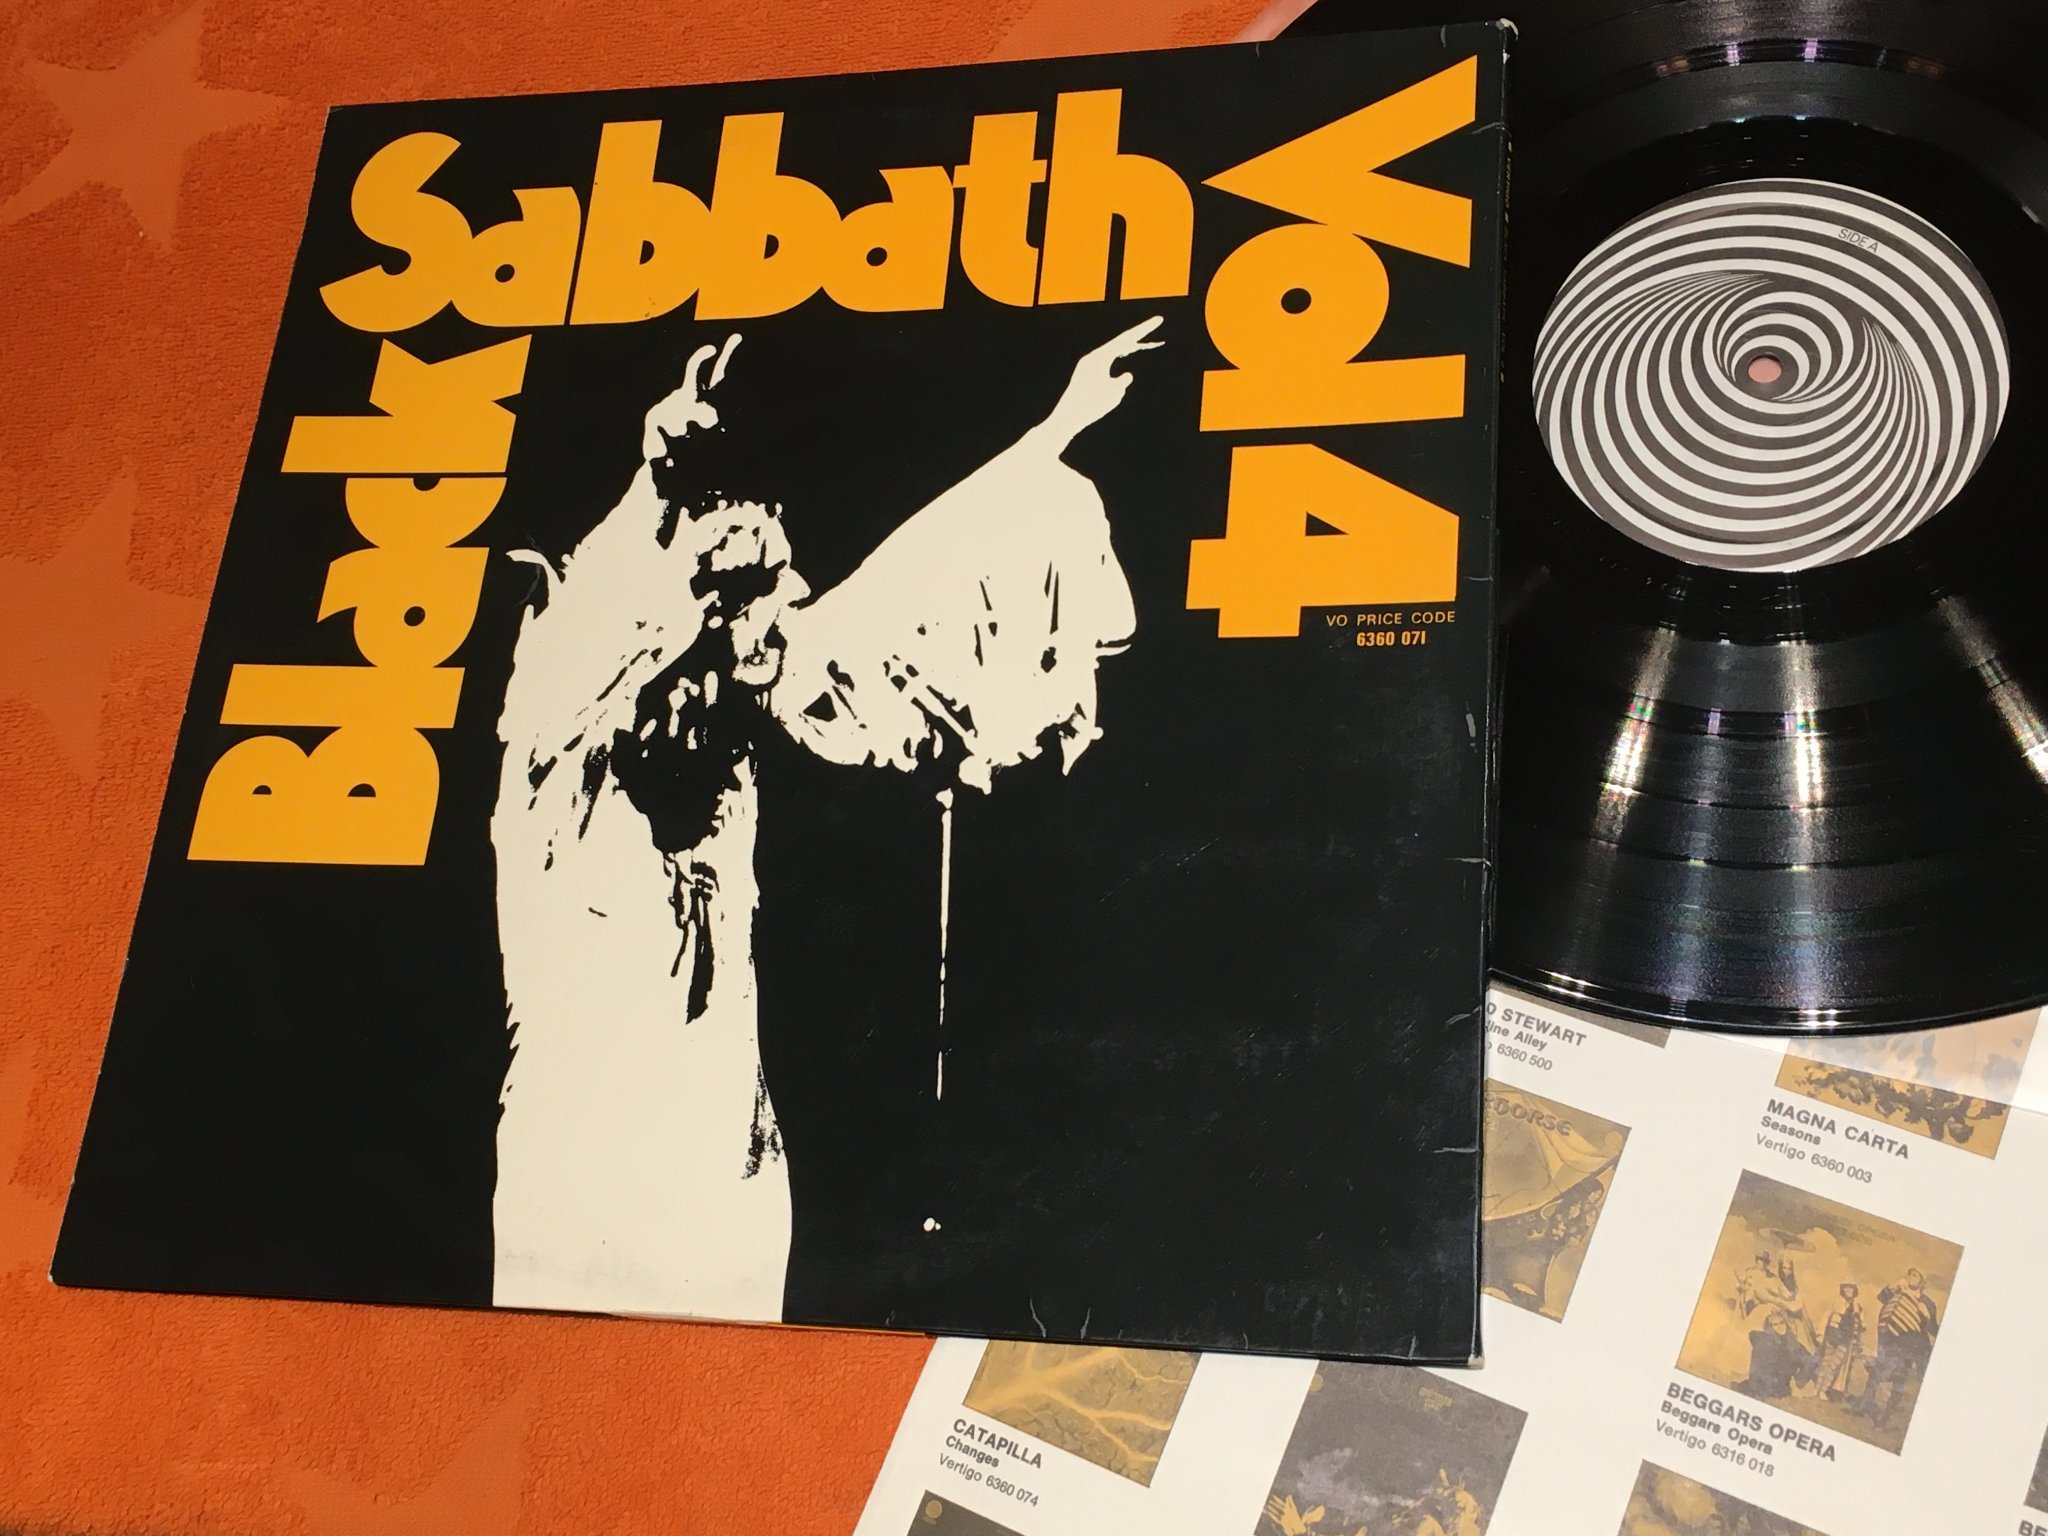 Black
Sabbath
Vol 4
VO PRICE CODE
6360 071
SIDE A
STEWART
Alley
6360 500
MAGNA CARTA
Seasons
Vertigo 6360 003
BEGGARS OPERA
Beggars Opera
Vertigo 6316 018
CATAPILLA
Changes
Vertigo 6360 074